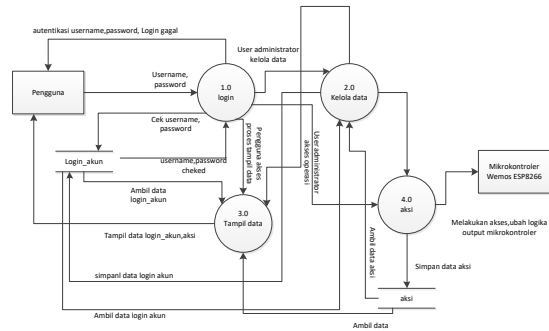 autentikasi username,password, Login gagal
User administrator
kelola data
Pengguna
Username,
password
1.0
login
2.0
Kelola data
Cek username,
password
Login_akun
username,password
cheked
Pengguna akses
proses tampil data
User administrator
akses operasi
Mikrokontroler
Wemos ESP8266
Ambil data
login_akun
3.0
Tampil data
4.0
aksi
Tampil data login_akun,aksi
Ambil data
data aksi
Melakukan akses,ubah logika
output mikrokontroler
simpanl data login akun
Simpan data aksi
aksi
Ambil data login akun
Ambil data